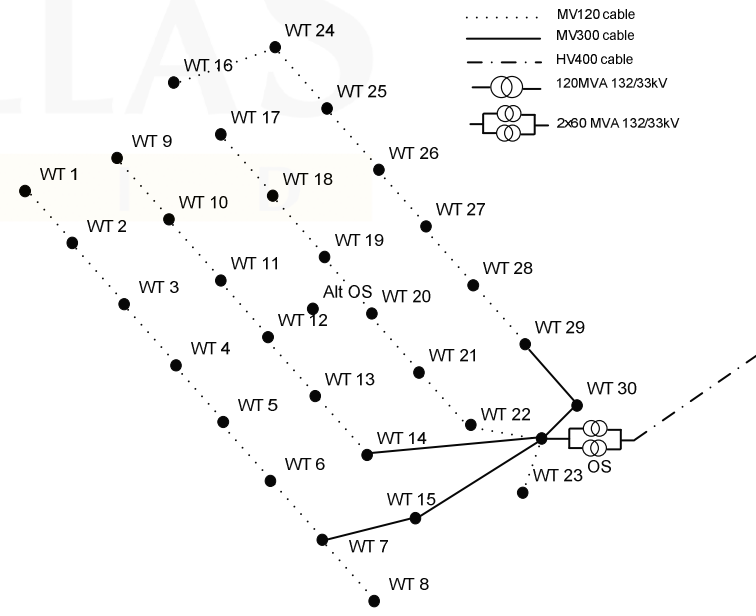 WT 24
MV120 cable
MV300 cable
HV400 cable
120MVA 132/33kV
2x60 MVA 132/33kV
WT 16
WT 25
WT 17
WT 9
WT 26
WT 1
WT 18
WT 10
WT 27
WT 2
WT 19
WT 11
WT 28
WT 3
Alt OS
WT 20
WT 12
WT 29
WT 4
WT 21
WT 13
WT 30
WT 5
WT 22
WT 14
OS
WT 6
WT 23
WT 15
WT 7
WT 8
LLAS